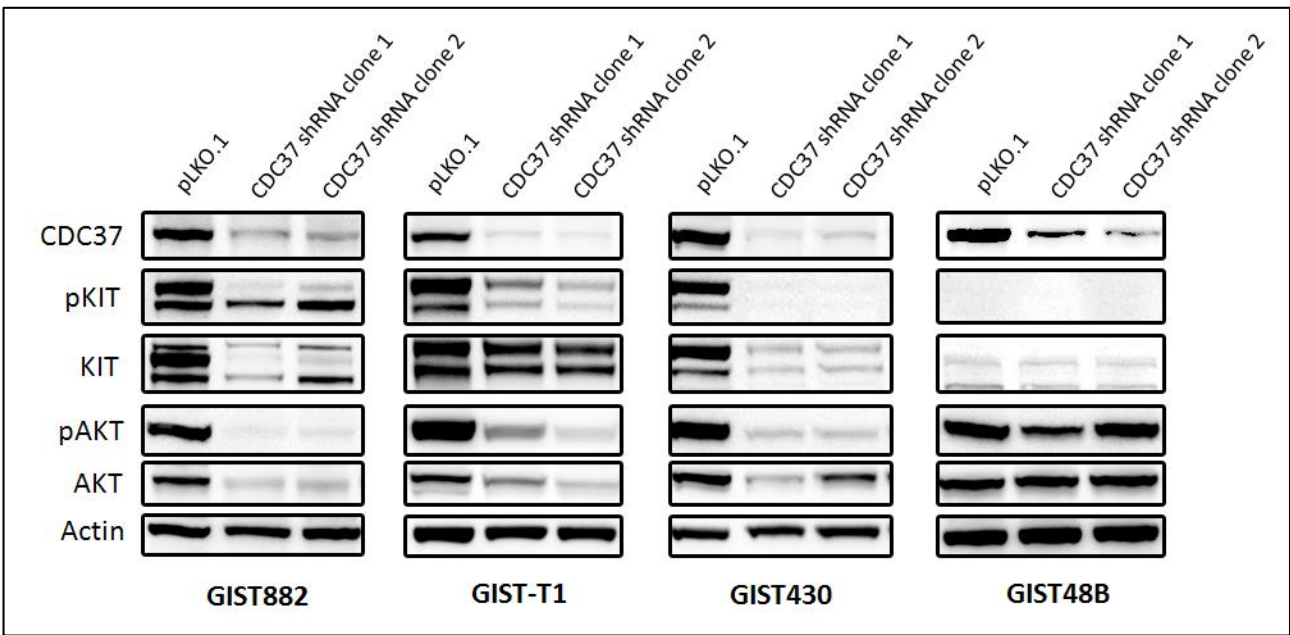 pLKO.1
CDC37 shRNA clone 1
CDC37 shRNA clone 2
pLKO.1
CDC37 shRNA clone 1
CDC37 shRNA clone 2
pLKO.1
CDC37 shRNA clone 1
CDC37 shRNA clone 2
pLKO.1
CDC37 shRNA clone 1
CDC37 shRNA clone 2
CDC37
pKIT
KIT
pAKT
AKT
Actin
GIST882
GIST-T1
GIST430
GIST48B